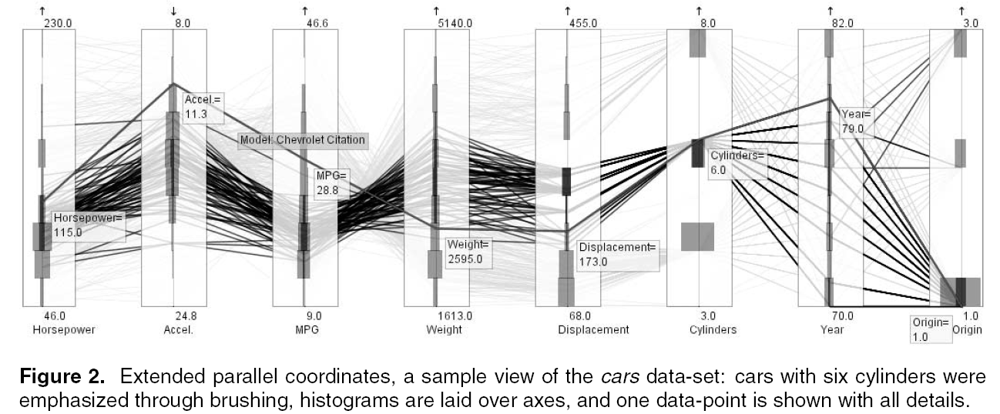 ↑ ↓ ↑ ↑ ↑ ↑ ↑ ↑
230.0 8.0 46.6 5140.0 455.0 8.0 82.0 3.0
Accel.=
11.3
Year=
79.0
Model: Chevrolet Citation
Cylinders=
6.0
MPG=
28.8
Horsepower=
115.0
Weight=
2595.0
Displacement=
173.0
46.0 24.8 9.0 1613.0 68.0 3.0 70.0 1.0
Origin=
1.0
Horsepower Accel. MPG Weight Displacement Cylinders Year Origin
Figure 2. Extended parallel coordinates, a sample view of the cars data-set: cars with six cylinders were
emphasized through brushing, histograms are laid over axes, and one data-point is shown with all details.